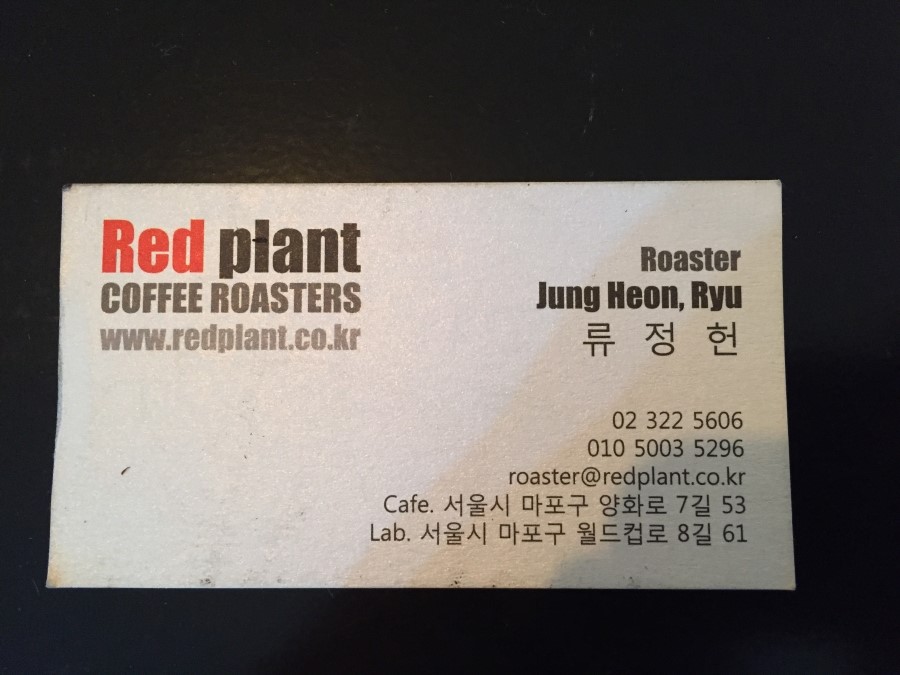 Red plant
COFFEE ROASTERS
www.redplant.co.kr
Roaster
Jung Heon, Ryu
류 정 헌
02 322 5606
010 5003 5296
roaster@redplant.co.kr
Cafe. 서울시 마포구 양화로 7길 53
Lab. 서울시 마포구 월드컵로 8길 61